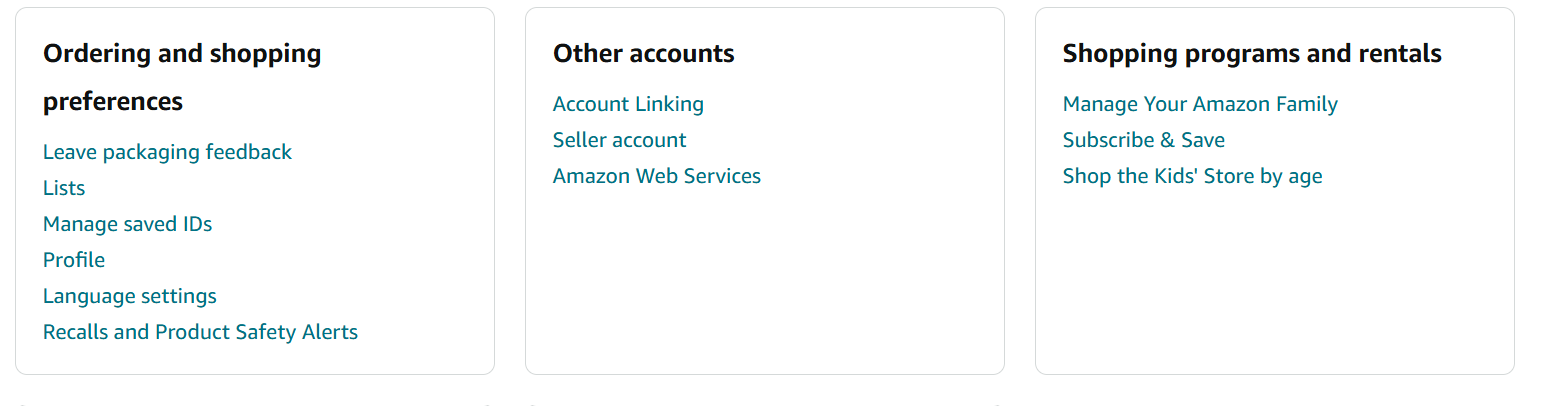 Ordering and shopping
preferences
Leave packaging feedback
Lists
Manage saved IDs
Profile
Language settings
Recalls and Product Safety Alerts
Other accounts
Account Linking
Seller account
Amazon Web Services
Shopping programs and rentals
Manage Your Amazon Family
Subscribe & Save
Shop the Kids' Store by age